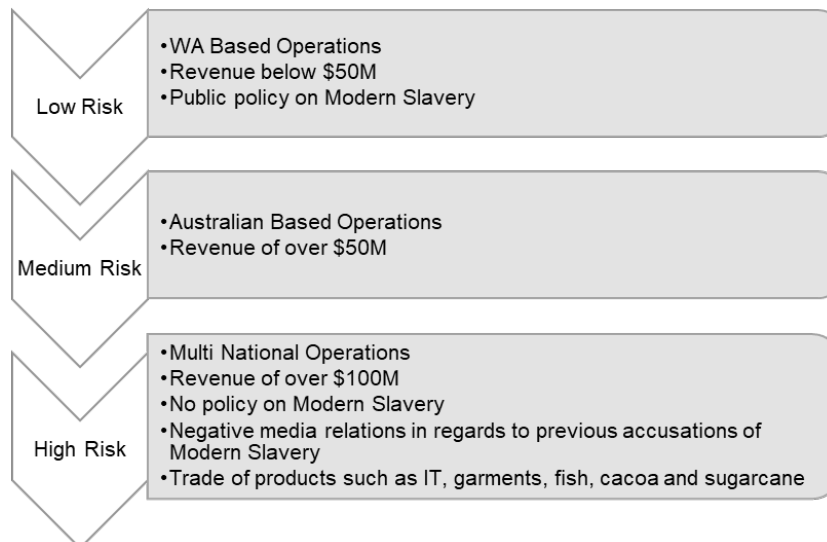 Low Risk
•WA Based Operations
•Revenue below $50M
•Public policy on Modern Slavery
Medium Risk
•Australian Based Operations
•Revenue of over $50M
High Risk
•Multi National Operations
•Revenue of over $100M
•No policy on Modern Slavery
•Negative media relations in regards to previous accusations of
Modern Slavery
•Trade of products such as IT, garments, fish, cacoa and sugarcane